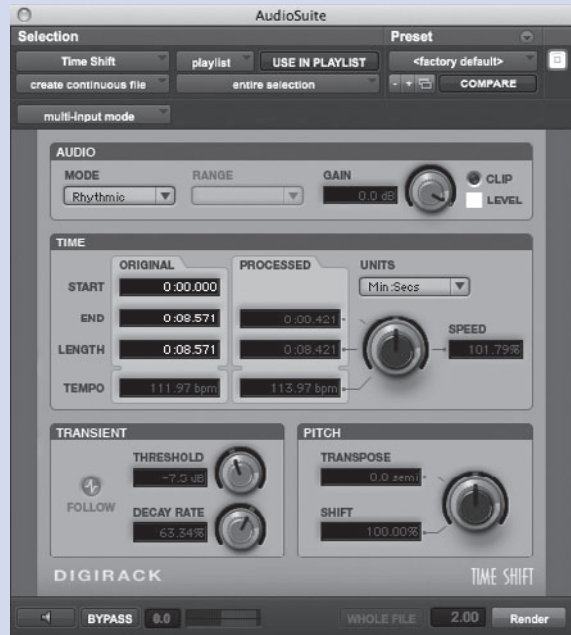 AudioSuite
Selection
Preset
Time Shift
playlist
USE IN PLAYLIST
<factory default>
create continuous file
entire selection
- +
COMPARE
multi-input mode
AUDIO
MODE
RANGE
GAIN
Rhythmic
0.0 dB
CLIP
LEVEL
TIME
ORIGINAL
PROCESSED
UNITS
START
0:00.000
Min:Secs
END
0:08.571
0:00.421
SPEED
LENGTH
0:08.571
0:08.421
101.79%
TEMPO
111.97 bpm
113.97 bpm
TRANSIENT
PITCH
THRESHOLD
TRANSPOSE
0.0 semi
FOLLOW
DECAY RATE
SHIFT
63.34%
100.00%
DIGIRACK
TIME SHIFT
BYPASS
0.0
WHOLE FILE
2.00
Render